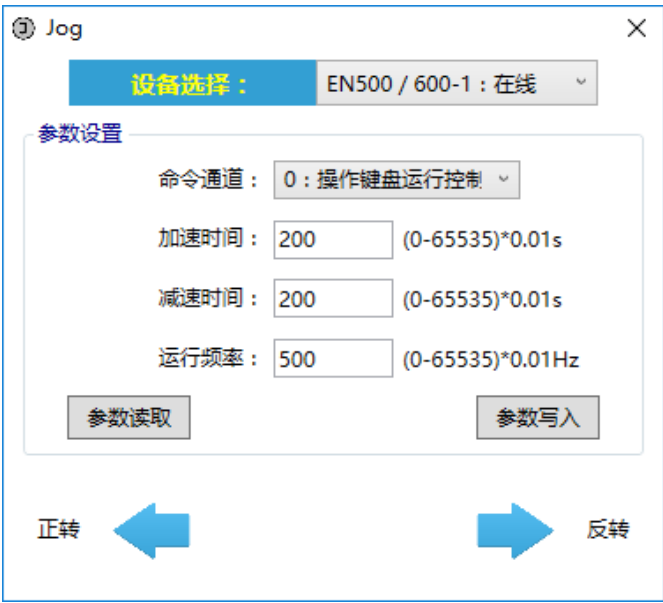 Jog
设备选择：
EN500 / 600-1：在线
参数设置
命令通道： 0：操作键盘运行控制
加速时间： 200 (0-65535)*0.01s
减速时间： 200 (0-65535)*0.01s
运行频率： 500 (0-65535)*0.01Hz
参数读取 参数写入
正转 反转